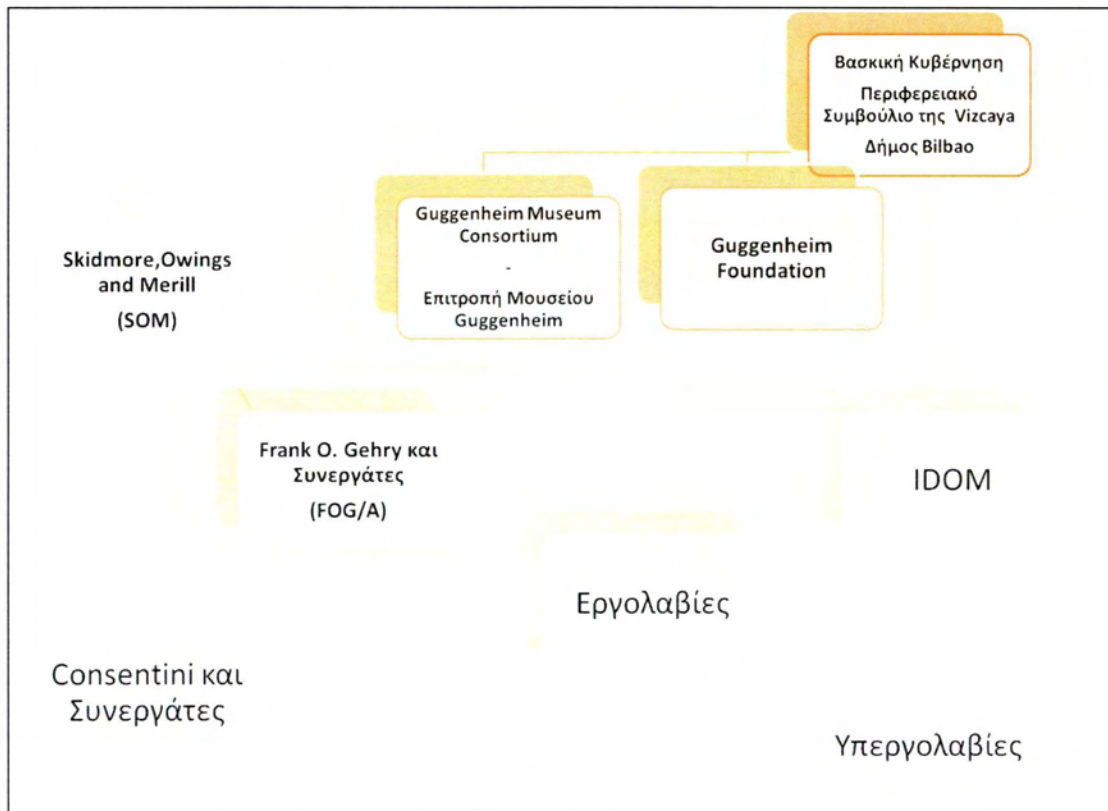 Βασκική Κυβέρνηση
Περιφερειακό
Συμβούλιο της Vizcaya
Δήμος Bilbao
Guggenheim Museum
Consortium
-
Επιτροπή Μουσείου
Guggenheim
Guggenheim
Foundation
Skidmore,Owings
and Merill
(SOM)
Frank O. Gehry και
Συνεργάτες
(FOG/A)
IDOM
Εργολαβίες
Consentini και
Συνεργάτες
Υπεργολαβίες